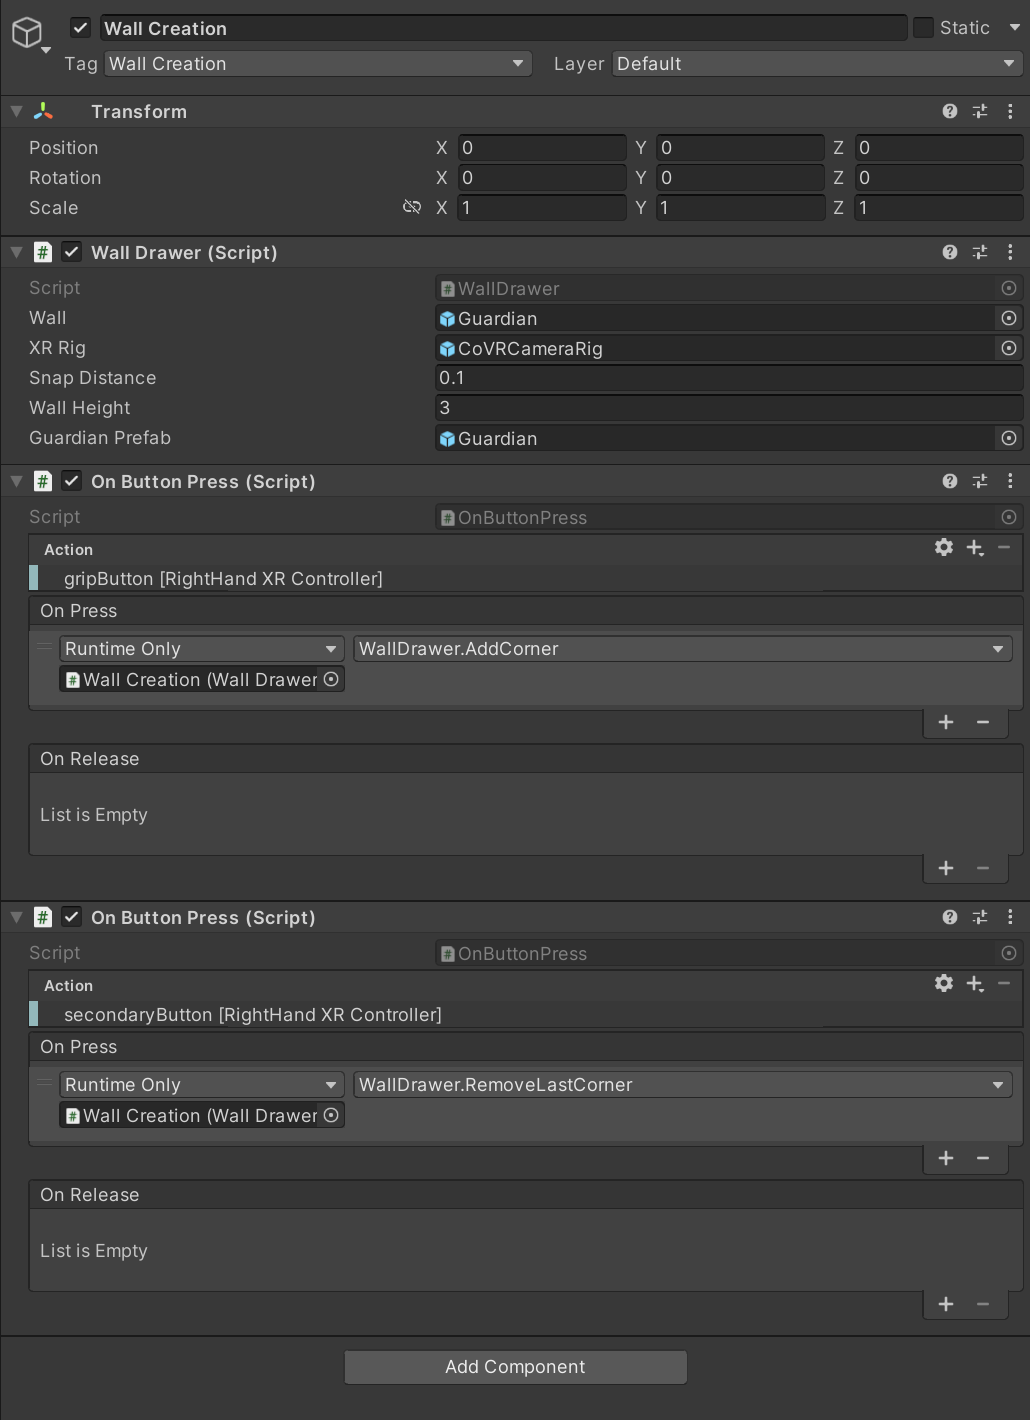 Wall Creation Static
Tag Wall Creation Layer Default
Transform
Position X 0 Y 0 Z 0
Rotation X 0 Y 0 Z 0
Scale X 1 Y 1 Z 1
# Wall Drawer (Script)
Script # WallDrawer
Wall Guardian
XR Rig CoVRCameraRig
Snap Distance 0.1
Wall Height 3
Guardian Prefab Guardian
# On Button Press (Script)
Script # OnButtonPress
Action
gripButton [RightHand XR Controller]
On Press
Runtime Only WallDrawer.AddCorner
# Wall Creation (Wall Drawer
On Release
List is Empty
# On Button Press (Script)
Script # OnButtonPress
Action
secondaryButton [RightHand XR Controller]
On Press
Runtime Only WallDrawer.RemoveLastCorner
# Wall Creation (Wall Drawer
On Release
List is Empty
Add Component